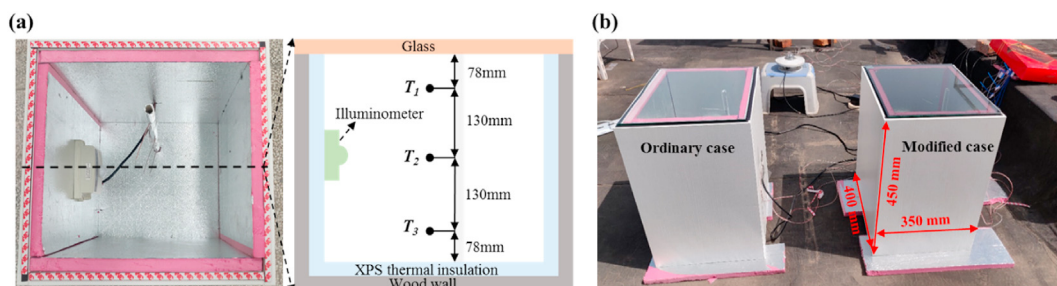 (a)
Glass
78mm
T1
130mm
Illuminometer
T2
130mm
T3
78mm
XPS thermal insulation
Wood wall
(b)
Ordinary case
Modified case
450 mm
400 mm
350 mm